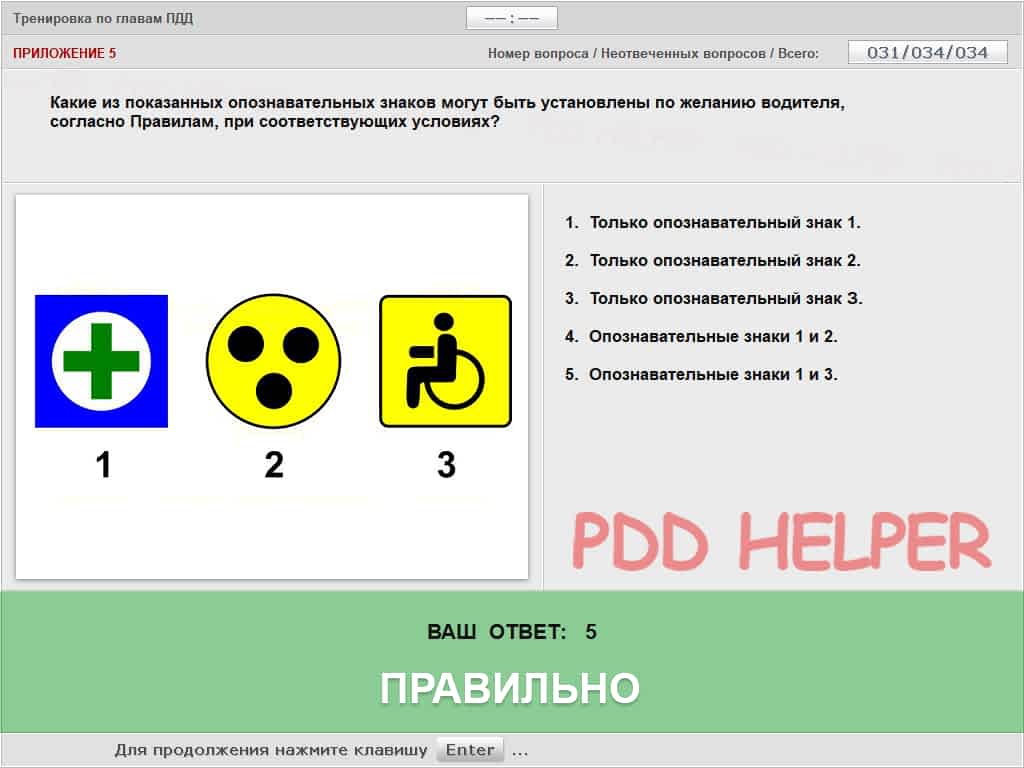 Тренировка по главам ПДД
–– : ––
ПРИЛОЖЕНИЕ 5
Номер вопроса / Неотвеченных вопросов / Всего:
031/034/034
Какие из показанных опознавательных знаков могут быть установлены по желанию водителя,
согласно Правилам, при соответствующих условиях?
1. Только опознавательный знак 1.
2. Только опознавательный знак 2.
3. Только опознавательный знак 3.
4. Опознавательные знаки 1 и 2.
5. Опознавательные знаки 1 и 3.
1
2
3
PDD HELPER
ВАШ ОТВЕТ: 5
ПРАВИЛЬНО
Для продолжения нажмите клавишу Enter ...